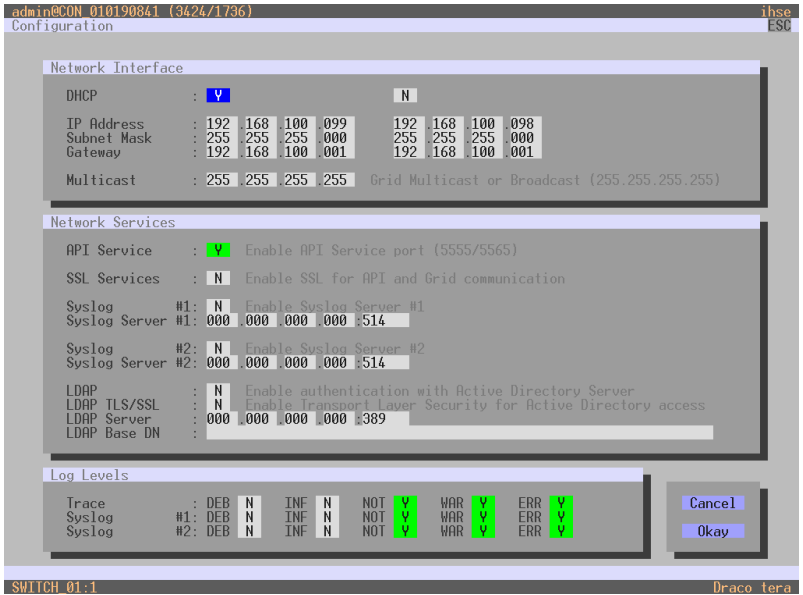 admin@CON_010190841 (3424/1736) ihse
Configuration ESC
Network Interface
DHCP : Y N
IP Address : 192 .168 .100 .099 192 .168 .100 .098
Subnet Mask : 255 .255 .255 .000 255 .255 .255 .000
Gateway : 192 .168 .100 .001 192 .168 .100 .001
Multicast : 255 .255 .255 .255 Grid Multicast or Broadcast (255.255.255.255)
Network Services
API Service : Y Enable API Service port (5555/5565)
SSL Services : N Enable SSL for API and Grid communication
Syslog #1: N Enable Syslog Server #1
Syslog Server #1: 000 .000 .000 .000 :514
Syslog #2: N Enable Syslog Server #2
Syslog Server #2: 000 .000 .000 .000 :514
LDAP : N Enable authentication with Active Directory Server
LDAP TLS/SSL : N Enable Transport Layer Security for Active Directory access
LDAP Server : 000 .000 .000 .000 :389
LDAP Base DN :
Log Levels
Trace : DEB N INF N NOT Y WAR Y ERR Y
Syslog #1: DEB N INF N NOT Y WAR Y ERR Y
Syslog #2: DEB N INF N NOT Y WAR Y ERR Y
Cancel
Okay
SWITCH_01:1 Draco tera